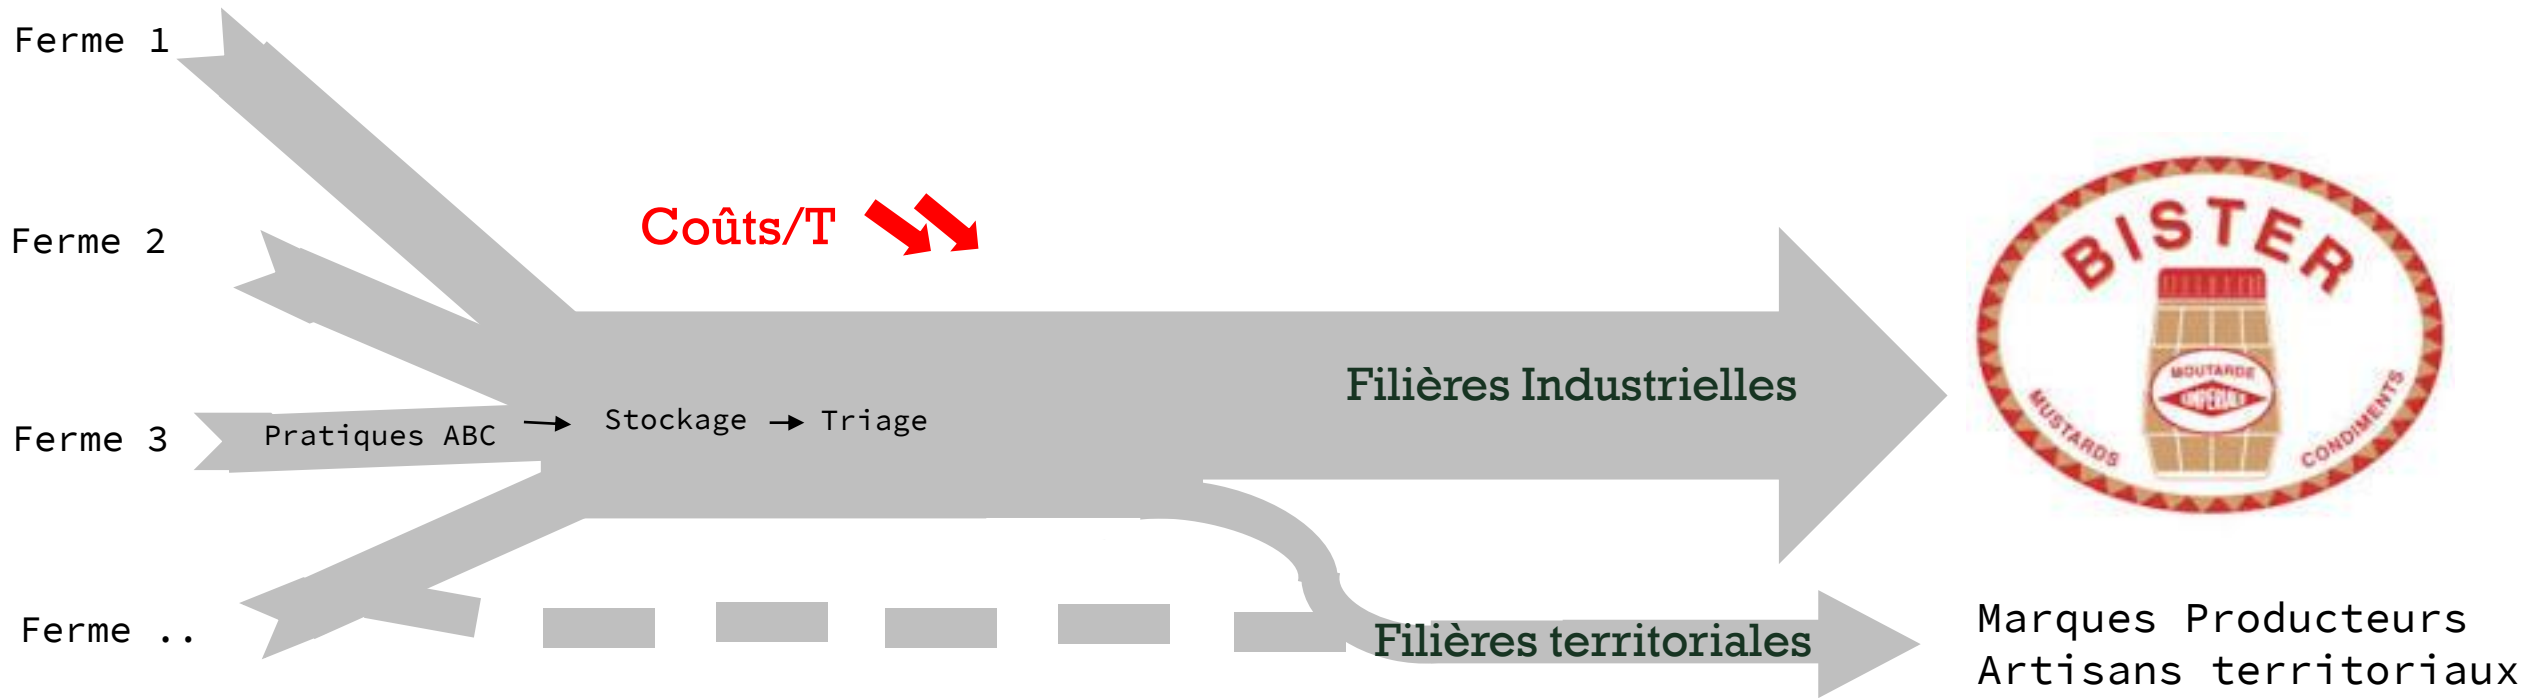 Ferme 1
Coûts/T
Ferme 2
BISTER
MOUTARDE
L'IMPERIALE
MUSTARDS
CONDIMENTS
Filières Industrielles
Ferme 3
Pratiques ABC
Stockage
Triage
Ferme ..
Filières territoriales
Marques Producteurs
Artisans territoriaux